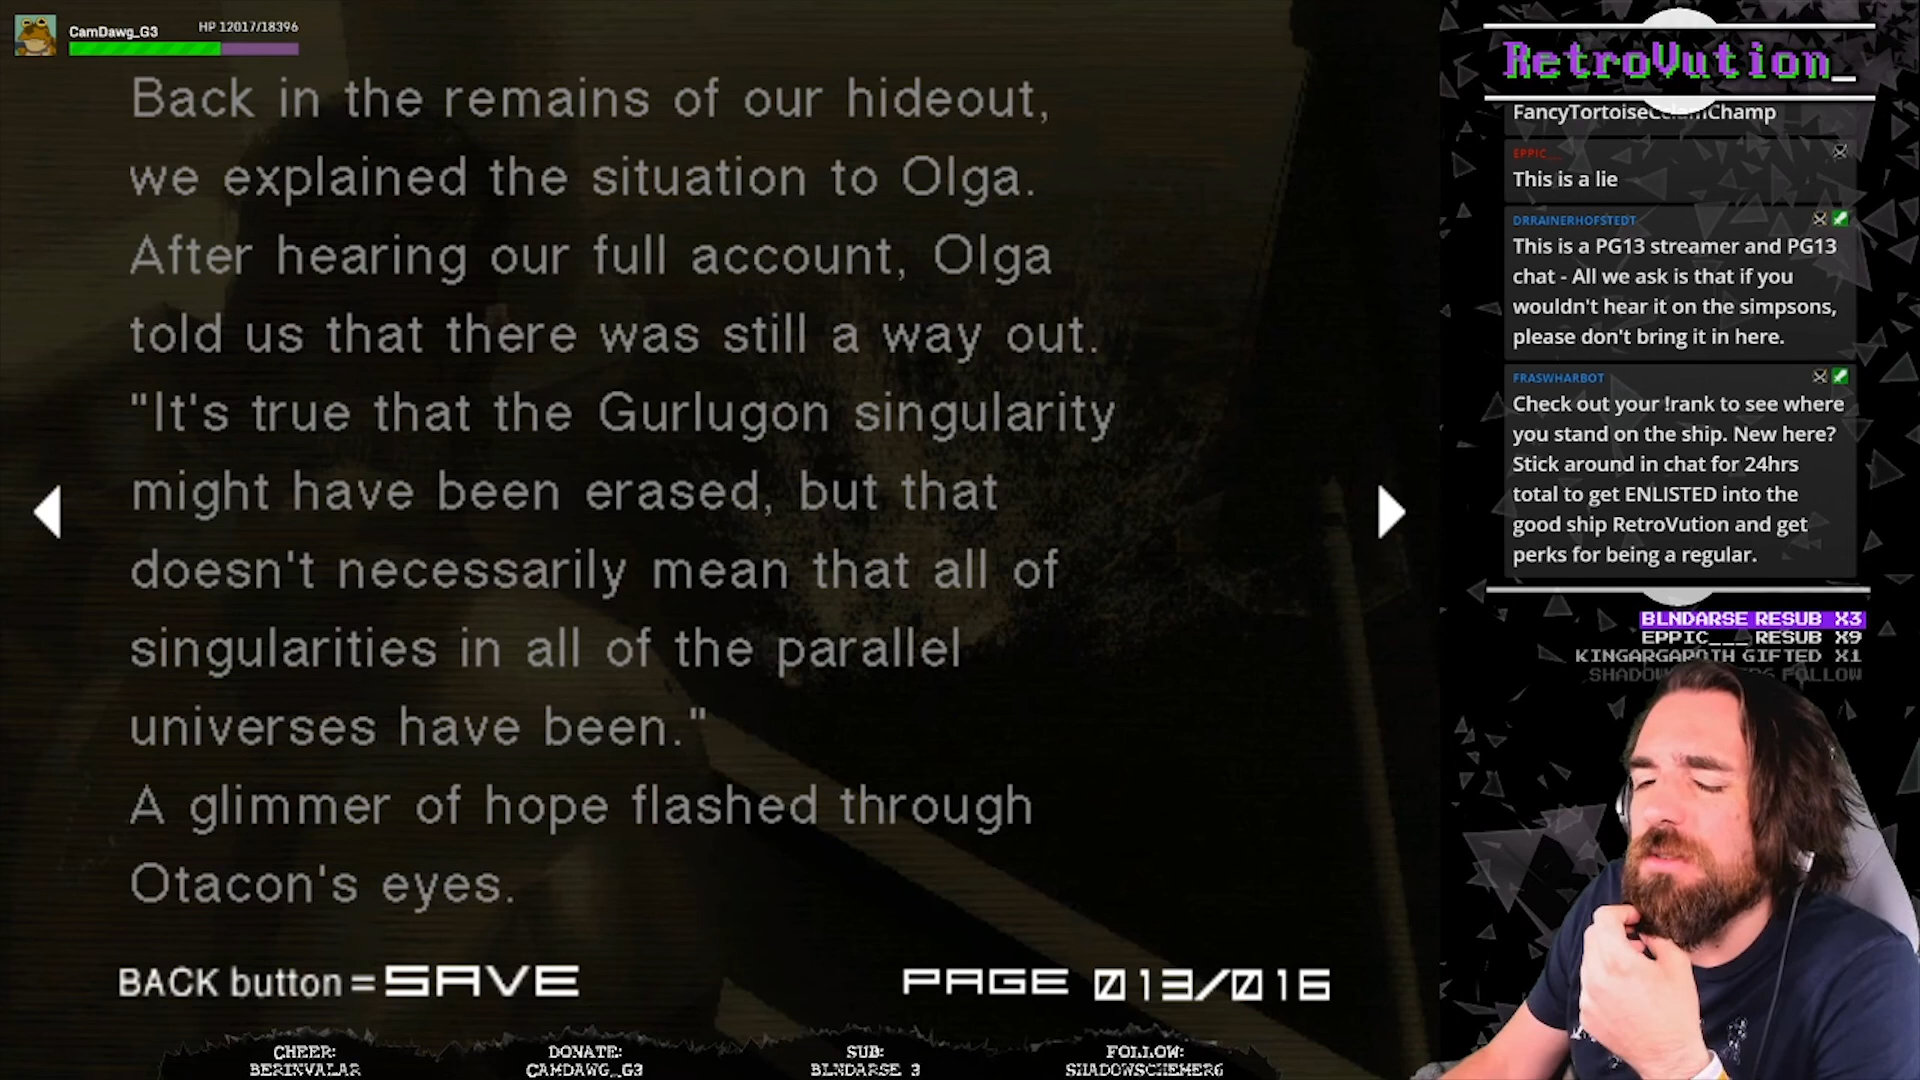 CamDawg_G3 HP 12017/18396
Back in the remains of our hideout,
we explained the situation to Olga.
After hearing our full account, Olga
told us that there was still a way out.
"It's true that the Gurlugon singularity
might have been erased, but that
doesn't necessarily mean that all of
singularities in all of the parallel
universes have been."
A glimmer of hope flashed through
Otacon's eyes.
BACK button = SAVE
PAGE 013/016
RetroVution_
EPPIC__
This is a lie
DRRAINERHOFSTEDT
This is a PG13 streamer and PG13
chat - All we ask is that if you
wouldn't hear it on the simpsons,
please don't bring it in here.
FRASWHARBOT
Check out your !rank to see where
you stand on the ship. New here?
Stick around in chat for 24hrs
total to get ENLISTED into the
good ship RetroVution and get
perks for being a regular.
BLNDARSE RESUB X3
EPPIC___ RESUB X9
KINGARGAROTH GIFTED X1
FOLLOW
CHEER:
BERINVALAR
DONATE:
CAMDAWG_G3
SUB:
BLNDARSE 3
FOLLOW:
SHADOWSCHEMER6